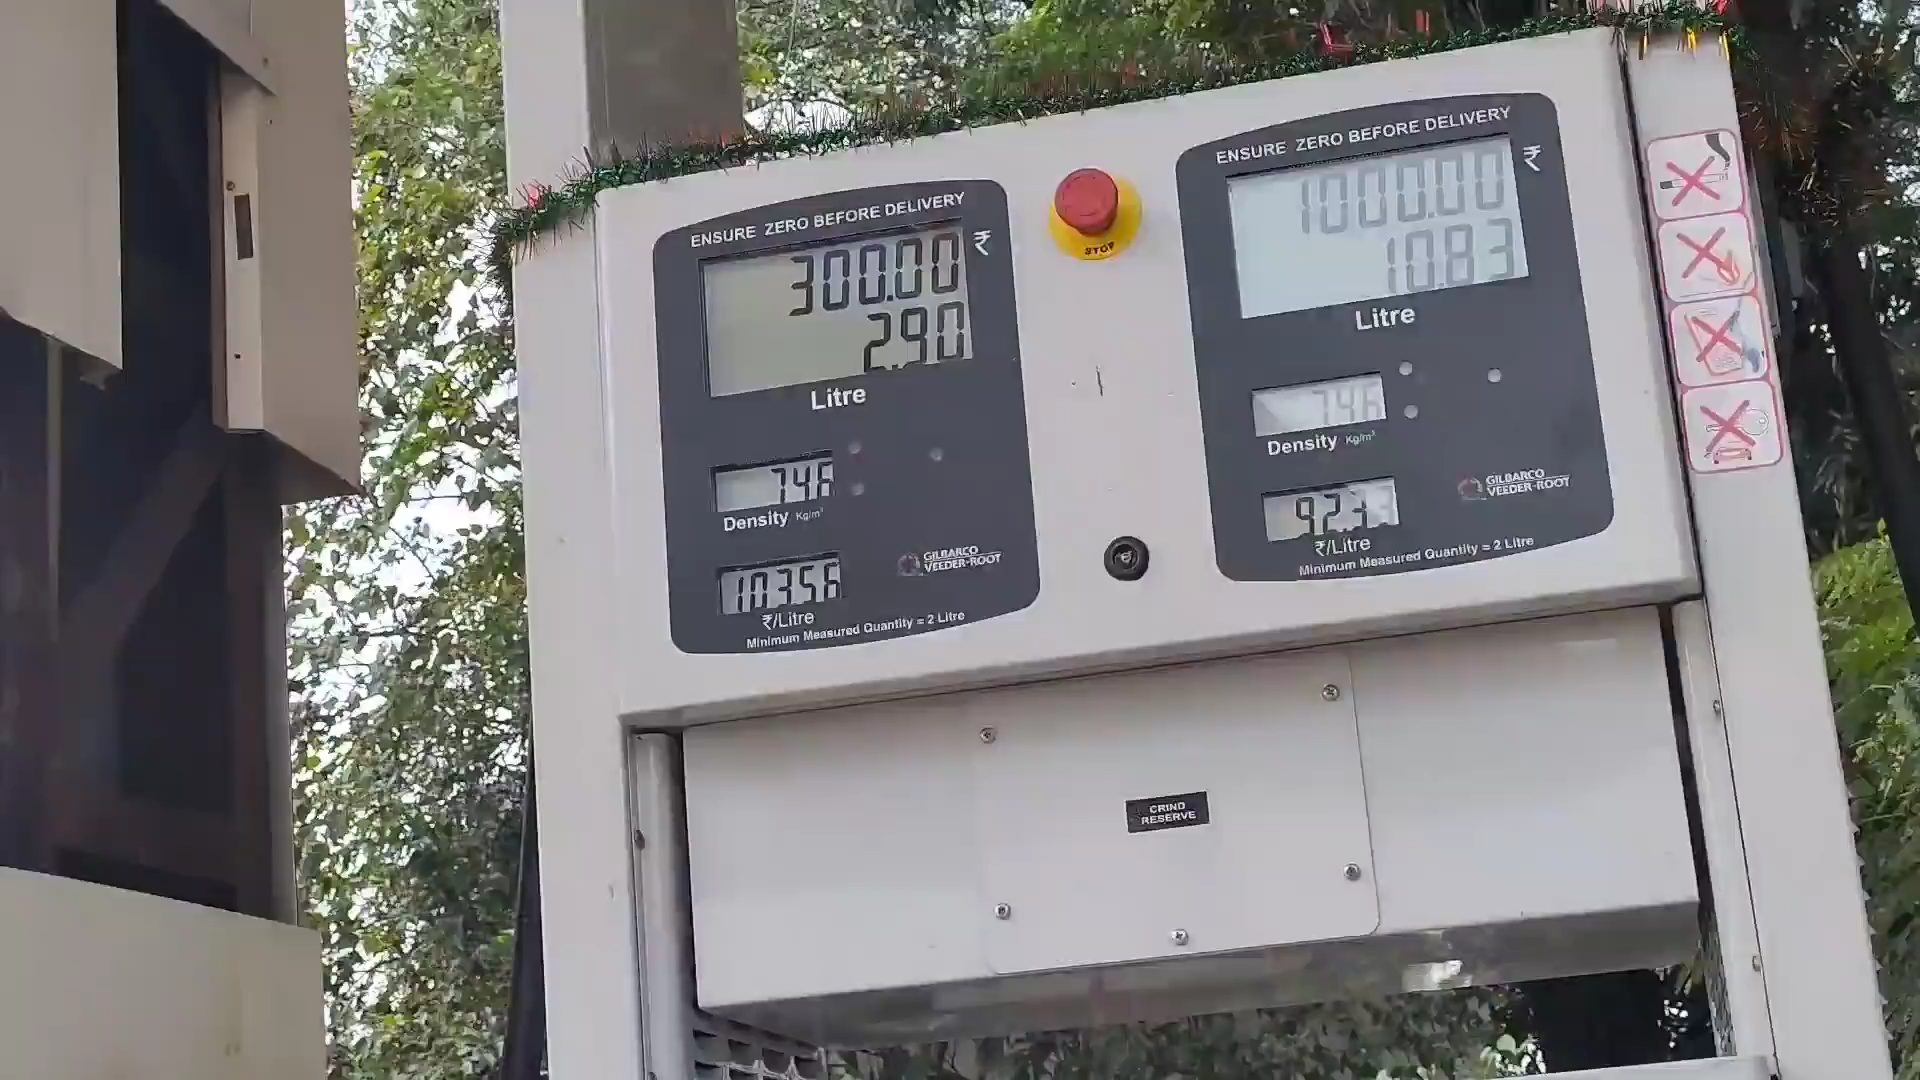 ENSURE ZERO BEFORE DELIVERY
₹
300.00
2.90
Litre
746
Density Kg/m³
103.56
₹/Litre
GILBARCO
VEEDER-ROOT
Minimum Measured Quantity = 2 Litre
STOP
ENSURE ZERO BEFORE DELIVERY
₹
1000.00
10.83
Litre
746
Density Kg/m³
92.3
₹/Litre
GILBARCO
VEEDER-ROOT
Minimum Measured Quantity = 2 Litre
CRIND
RESERVE